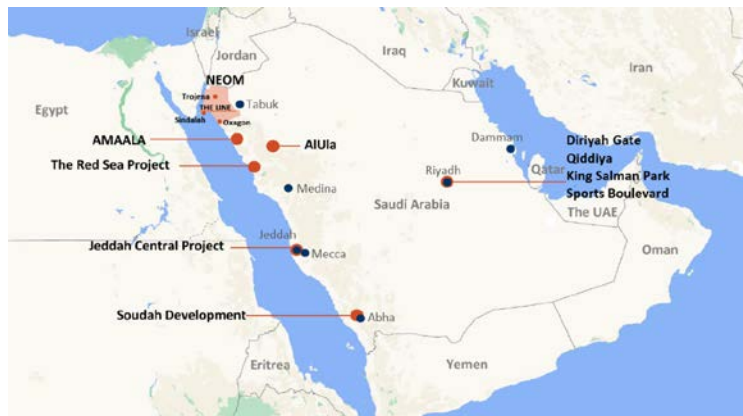 Israel
Jordan
Iraq
Iran
Kuwait
Egypt
NEOM
Trojena
THE LINE
Tabuk
Sindalah
Oxagon
AMAALA
AlUla
The Red Sea Project
Medina
Dammam
Diriyah Gate
Qiddiya
King Salman Park
Sports Boulevard
Riyadh
Qatar
Saudi Arabia
The UAE
Jeddah
Jeddah Central Project
Mecca
Oman
Soudah Development
Abha
Eritrea
Yemen